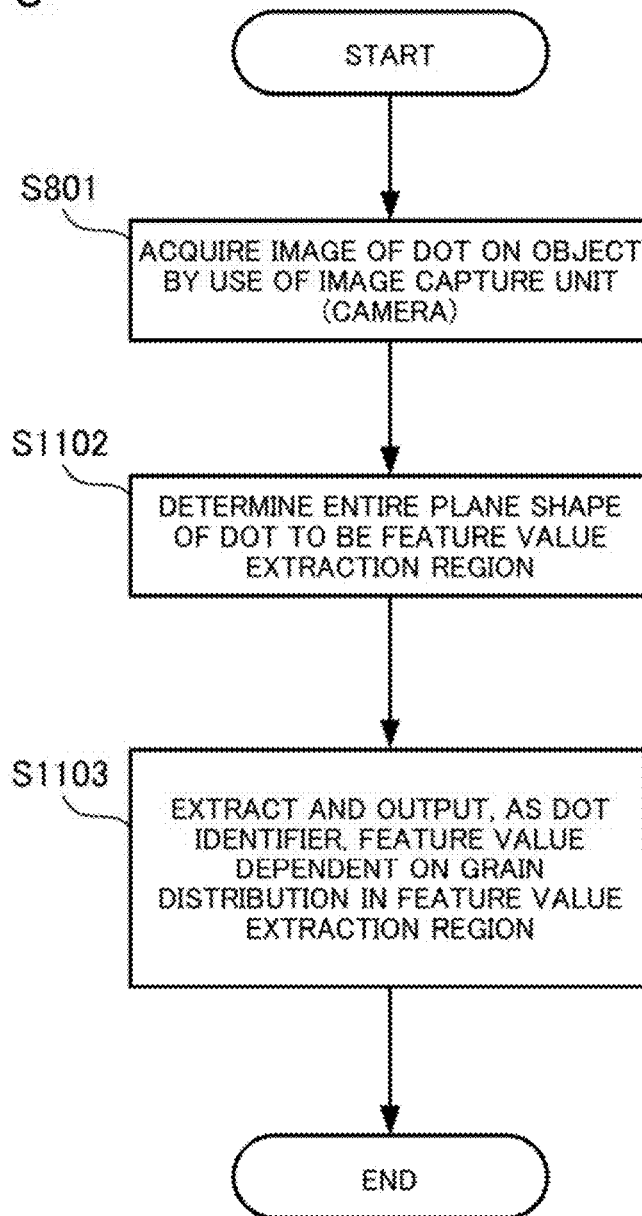 START
S801
ACQUIRE IMAGE OF DOT ON OBJECT
BY USE OF IMAGE CAPTURE UNIT
(CAMERA)
S1102
DETERMINE ENTIRE PLANE SHAPE
OF DOT TO BE FEATURE VALUE
EXTRACTION REGION
S1103
EXTRACT AND OUTPUT, AS DOT
IDENTIFIER, FEATURE VALUE
DEPENDENT ON GRAIN
DISTRIBUTION IN FEATURE VALUE
EXTRACTION REGION
END